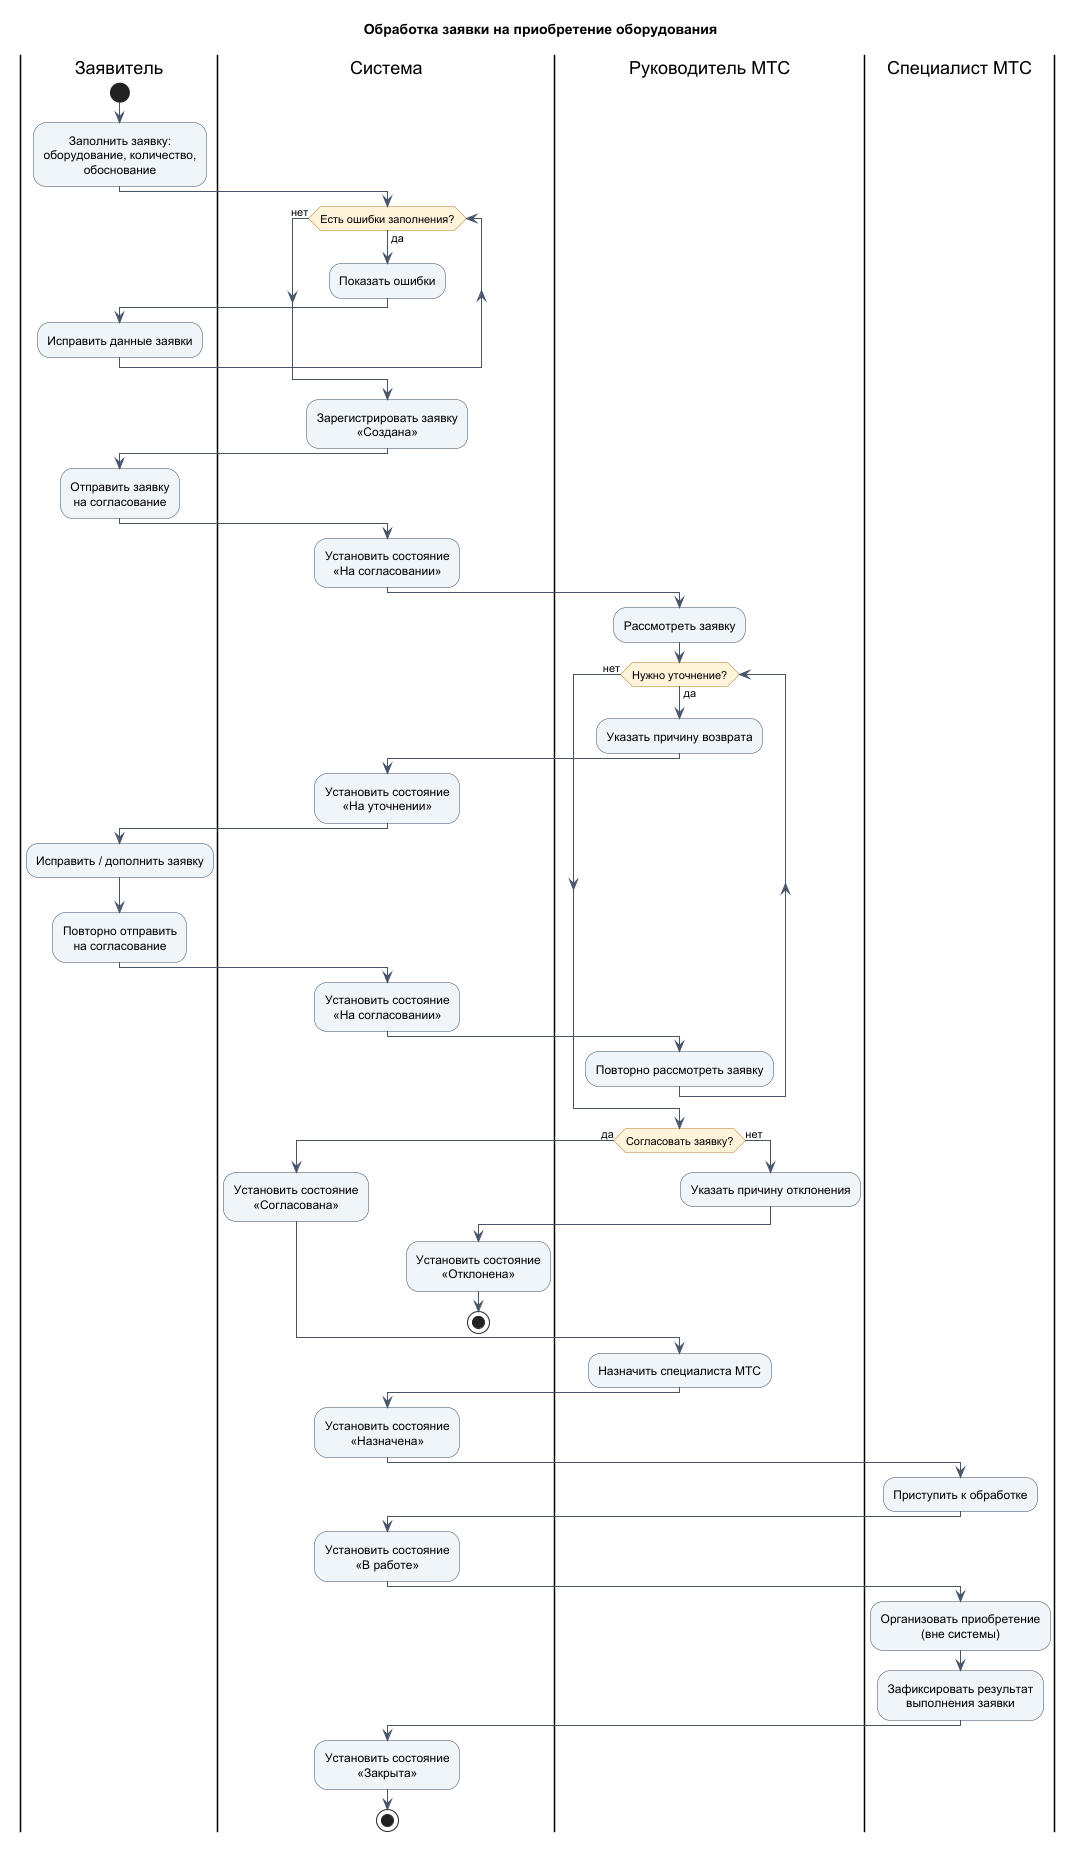 Обработка заявки на приобретение оборудования
Заявитель
Система
Руководитель МТС
Специалист МТС
Заполнить заявку:
оборудование, количество,
обоснование
нет
Есть ошибки заполнения?
да
Показать ошибки
Исправить данные заявки
Зарегистрировать заявку
«Создана»
Отправить заявку
на согласование
Установить состояние
«На согласовании»
Рассмотреть заявку
нет
Нужно уточнение?
да
Указать причину возврата
Установить состояние
«На уточнении»
Исправить / дополнить заявку
Повторно отправить
на согласование
Установить состояние
«На согласовании»
Повторно рассмотреть заявку
да
Согласовать заявку?
нет
Установить состояние
«Согласована»
Указать причину отклонения
Установить состояние
«Отклонена»
Назначить специалиста МТС
Установить состояние
«Назначена»
Приступить к обработке
Установить состояние
«В работе»
Организовать приобретение
(вне системы)
Зафиксировать результат
выполнения заявки
Установить состояние
«Закрыта»